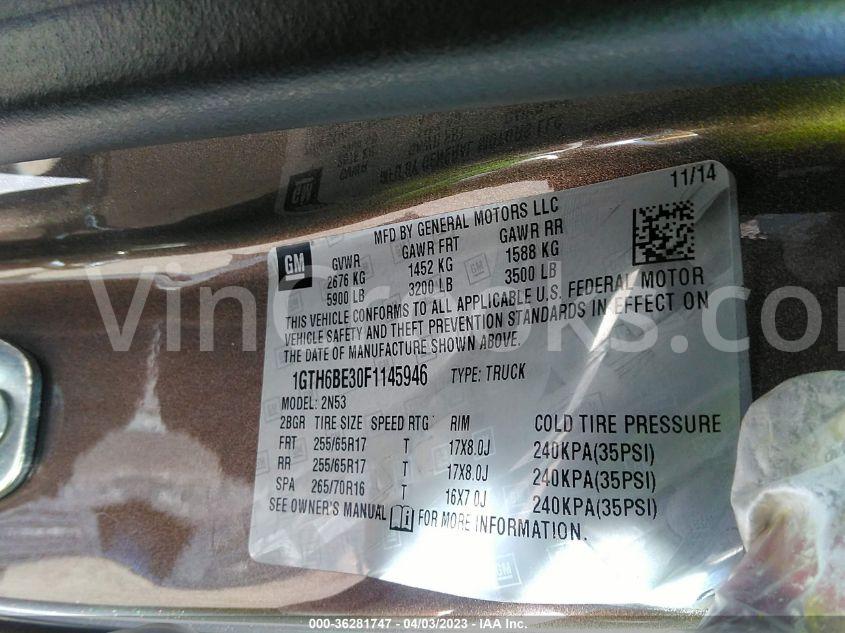 11/14
MFD BY GENERAL MOTORS LLC
GM
GVWR GAWR FRT GAWR RR
2676 KG 1452 KG 1588 KG
5900 LB 3200 LB 3500 LB
THIS VEHICLE CONFORMS TO ALL APPLICABLE U.S. FEDERAL MOTOR
VEHICLE SAFETY AND THEFT PREVENTION STANDARDS IN EFFECT ON
THE DATE OF MANUFACTURE SHOWN ABOVE.
1GTH6BE30F1145946 TYPE: TRUCK
MODEL: 2N53
2BGR TIRE SIZE SPEED RTG RIM COLD TIRE PRESSURE
FRT 255/65R17 T 17X8.0J 240KPA(35PSI)
RR 255/65R17 T 17X8.0J 240KPA(35PSI)
SPA 265/70R16 T 16X7.0J 240KPA(35PSI)
SEE OWNER'S MANUAL FOR MORE INFORMATION.
000-36281747 - 04/03/2023 - IAA Inc.